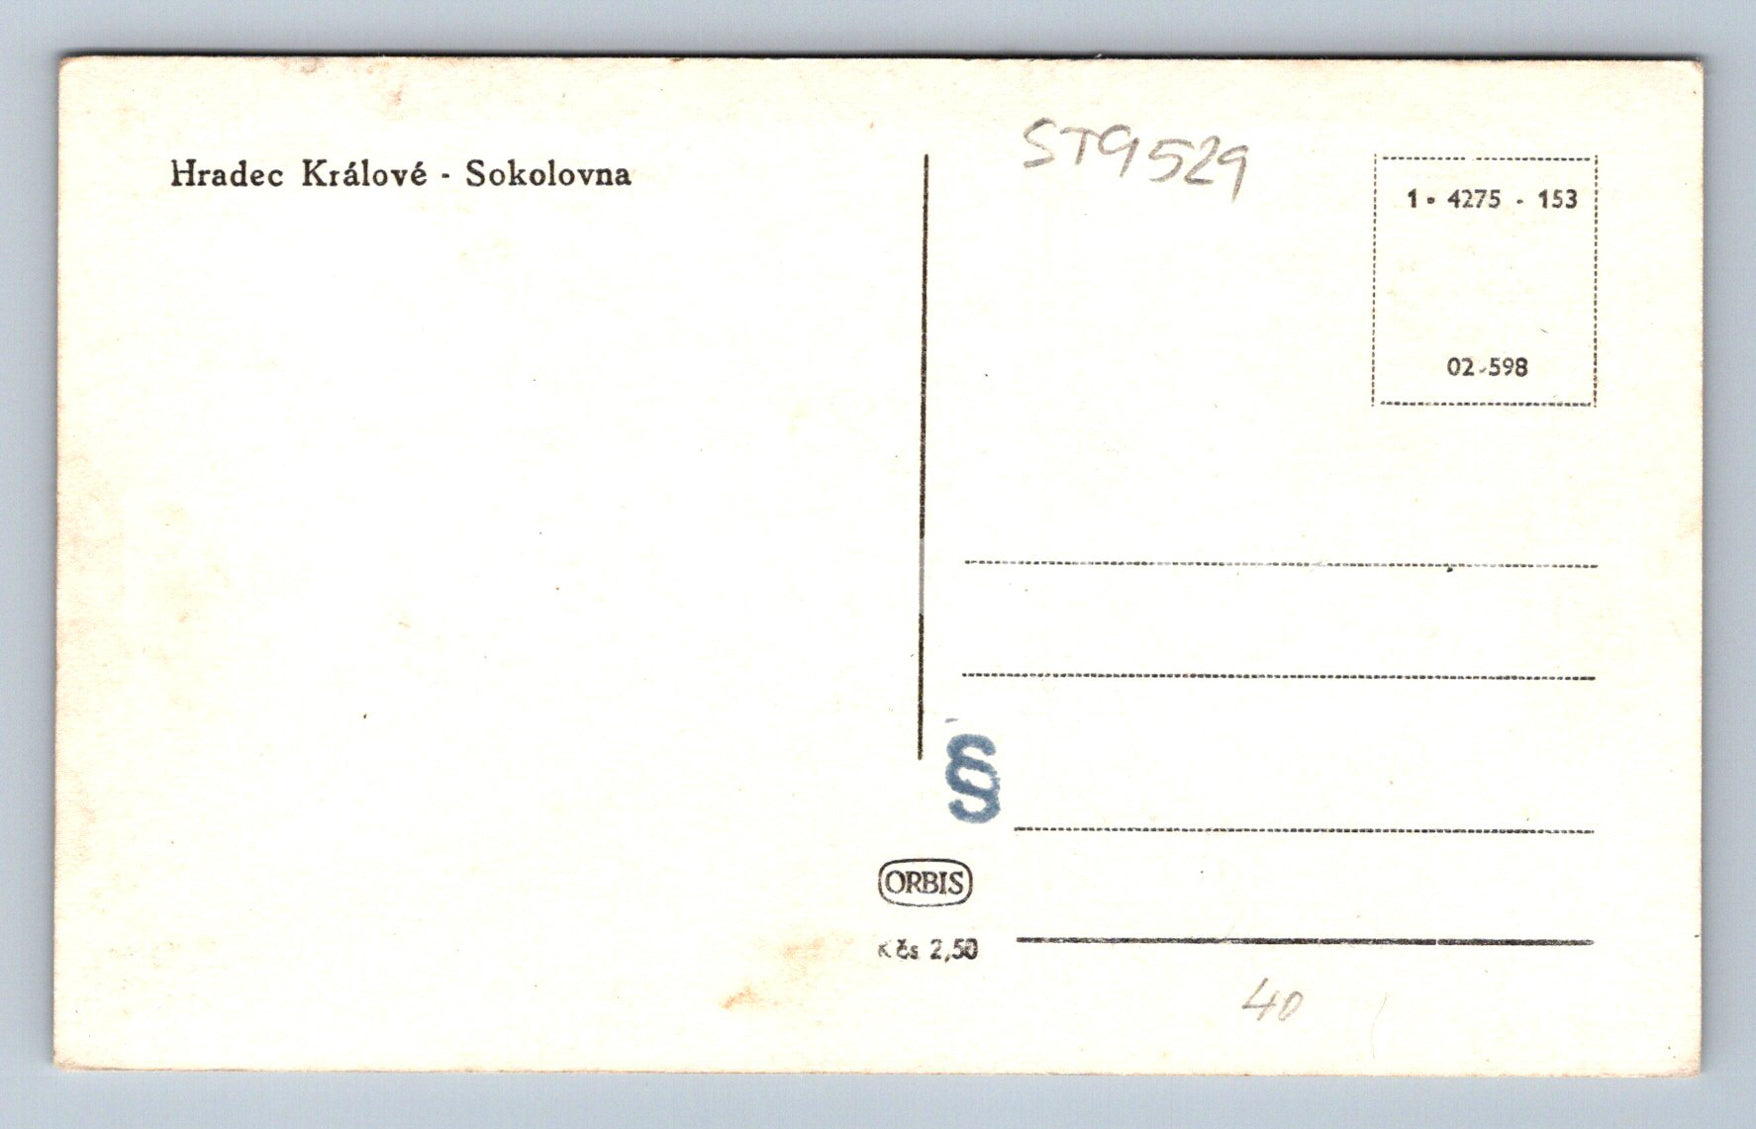 Hradec Králové - Sokolovna
ST9529
1 - 4275 - 153
02-598
§
ORBIS
Kčs 2,50
40